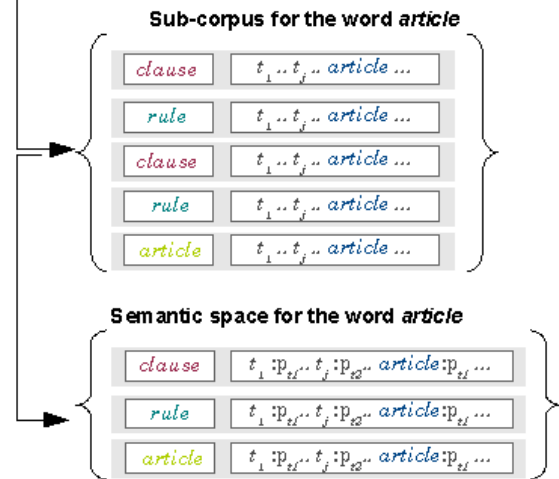 Sub-corpus for the word article
clause t1 .. tj .. article ...
rule t1 .. tj .. article ...
clause t1 .. tj .. article ...
rule t1 .. tj .. article ...
article t1 .. tj .. article ...
Semantic space for the word article
clause t1 :pt1.. tj :pt2.. article:pt1 ...
rule t1 :pt1.. tj :pt2.. article:pt1 ...
article t1 :pt1.. tj :pt2.. article:pt1 ...